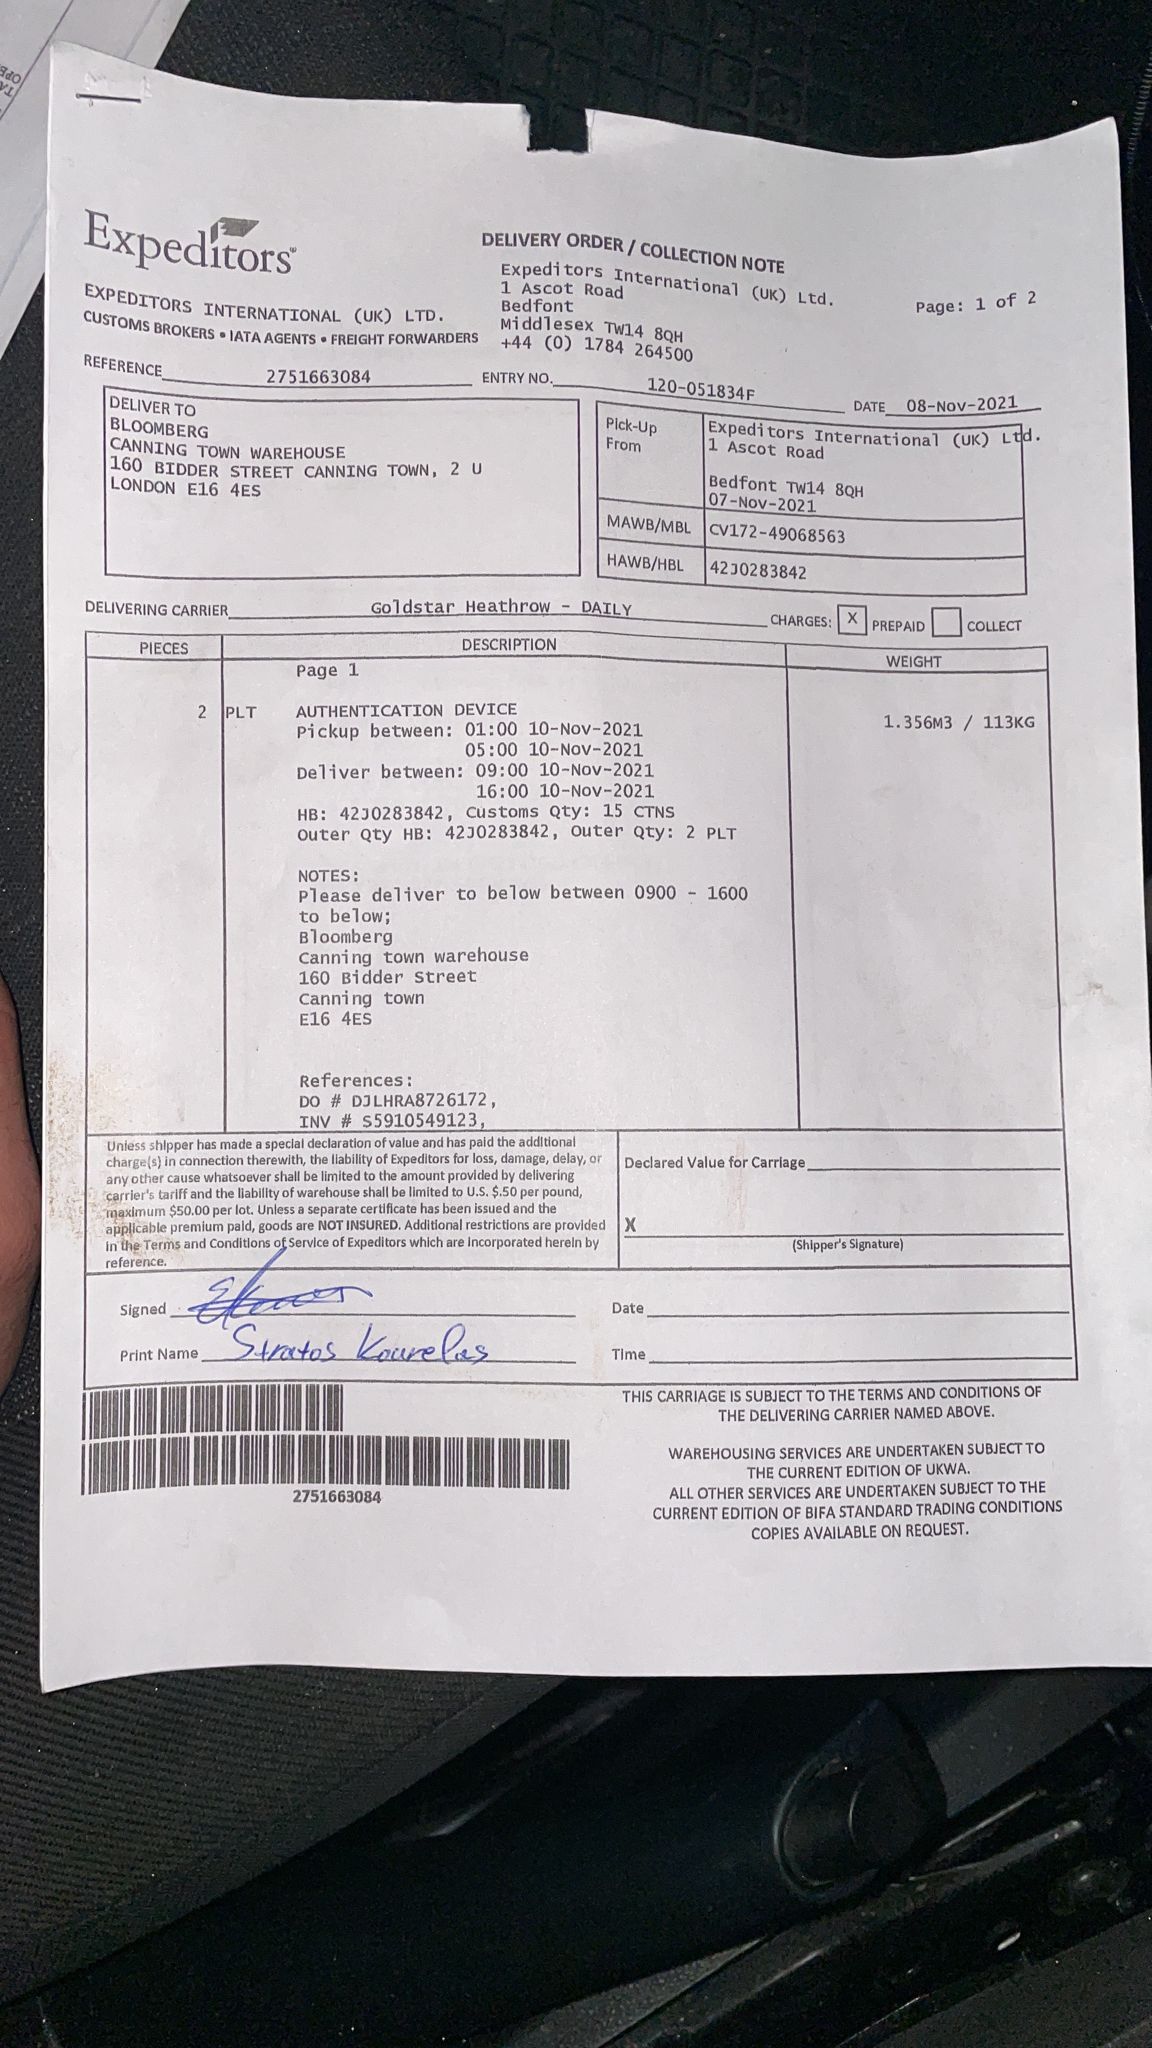 Expeditors
DELIVERY ORDER / COLLECTION NOTE
Expeditors International (UK) Ltd.
1 Ascot Road
Bedfont
Middlesex TW14 8QH
+44 (0) 1784 264500
Page: 1 of 2
EXPEDITORS INTERNATIONAL (UK) LTD.
CUSTOMS BROKERS • IATA AGENTS • FREIGHT FORWARDERS
REFERENCE 2751663084 ENTRY NO. 120-051834F DATE 08-Nov-2021
DELIVER TO
BLOOMBERG
CANNING TOWN WAREHOUSE
160 BIDDER STREET CANNING TOWN, 2 U
LONDON E16 4ES
Pick-Up From
Expeditors International (UK) Ltd.
1 Ascot Road
Bedfont TW14 8QH
07-Nov-2021
MAWB/MBL CV172-49068563
HAWB/HBL 42J0283842
DELIVERING CARRIER Goldstar Heathrow - DAILY CHARGES: X PREPAID COLLECT
PIECES DESCRIPTION WEIGHT
Page 1
2 PLT AUTHENTICATION DEVICE 1.356M3 / 113KG
Pickup between: 01:00 10-Nov-2021
05:00 10-Nov-2021
Deliver between: 09:00 10-Nov-2021
16:00 10-Nov-2021
HB: 42J0283842, Customs Qty: 15 CTNS
Outer Qty HB: 42J0283842, Outer Qty: 2 PLT
NOTES:
Please deliver to below between 0900 - 1600
to below;
Bloomberg
Canning town warehouse
160 Bidder Street
Canning town
E16 4ES
References:
DO # DJLHRA8726172,
INV # S5910549123,
Unless shipper has made a special declaration of value and has paid the additional
charge(s) in connection therewith, the liability of Expeditors for loss, damage, delay, or
any other cause whatsoever shall be limited to the amount provided by delivering
carrier's tariff and the liability of warehouse shall be limited to U.S. $.50 per pound,
maximum $50.00 per lot. Unless a separate certificate has been issued and the
applicable premium paid, goods are NOT INSURED. Additional restrictions are provided
in the Terms and Conditions of Service of Expeditors which are incorporated herein by
reference.
Declared Value for Carriage
X
(Shipper's Signature)
Signed
Date
Print Name Stratos Kourelas
Time
2751663084
THIS CARRIAGE IS SUBJECT TO THE TERMS AND CONDITIONS OF
THE DELIVERING CARRIER NAMED ABOVE.
WAREHOUSING SERVICES ARE UNDERTAKEN SUBJECT TO
THE CURRENT EDITION OF UKWA.
ALL OTHER SERVICES ARE UNDERTAKEN SUBJECT TO THE
CURRENT EDITION OF BIFA STANDARD TRADING CONDITIONS
COPIES AVAILABLE ON REQUEST.